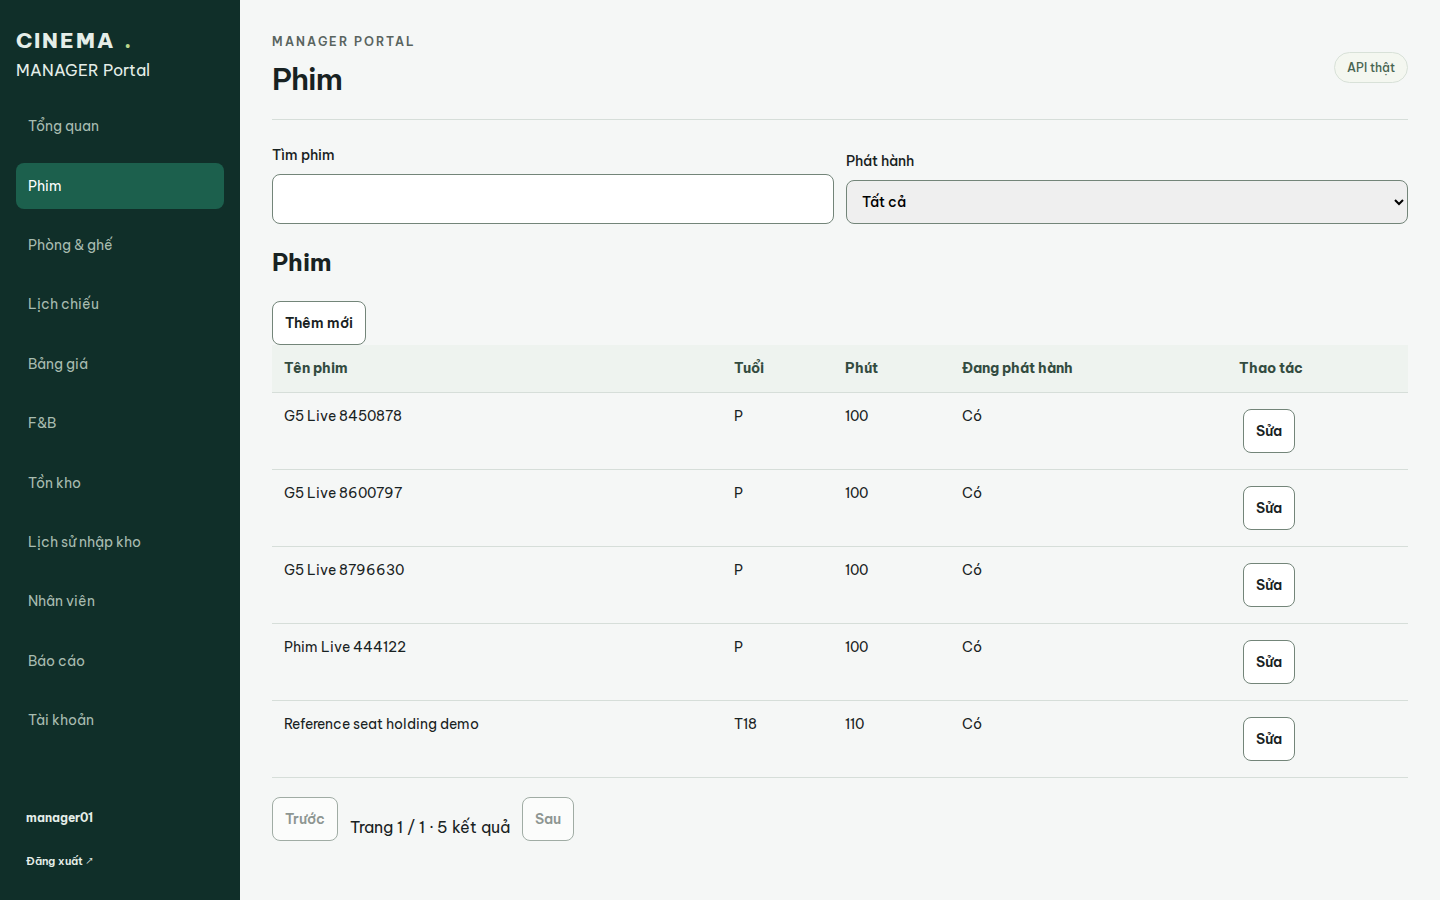 CINEMA .
MANAGER Portal
Tổng quan
Phim
Phòng & ghế
Lịch chiếu
Bảng giá
F&B
Tồn kho
Lịch sử nhập kho
Nhân viên
Báo cáo
Tài khoản
manager01
Đăng xuất ↗
MANAGER PORTAL
Phim
API thật
Tìm phim
Phát hành
Tất cả
Phim
Thêm mới
Tên phim Tuổi Phút Đang phát hành Thao tác
G5 Live 8450878 P 100 Có Sửa
G5 Live 8600797 P 100 Có Sửa
G5 Live 8796630 P 100 Có Sửa
Phim Live 444122 P 100 Có Sửa
Reference seat holding demo T18 110 Có Sửa
Trước Trang 1 / 1 · 5 kết quả Sau